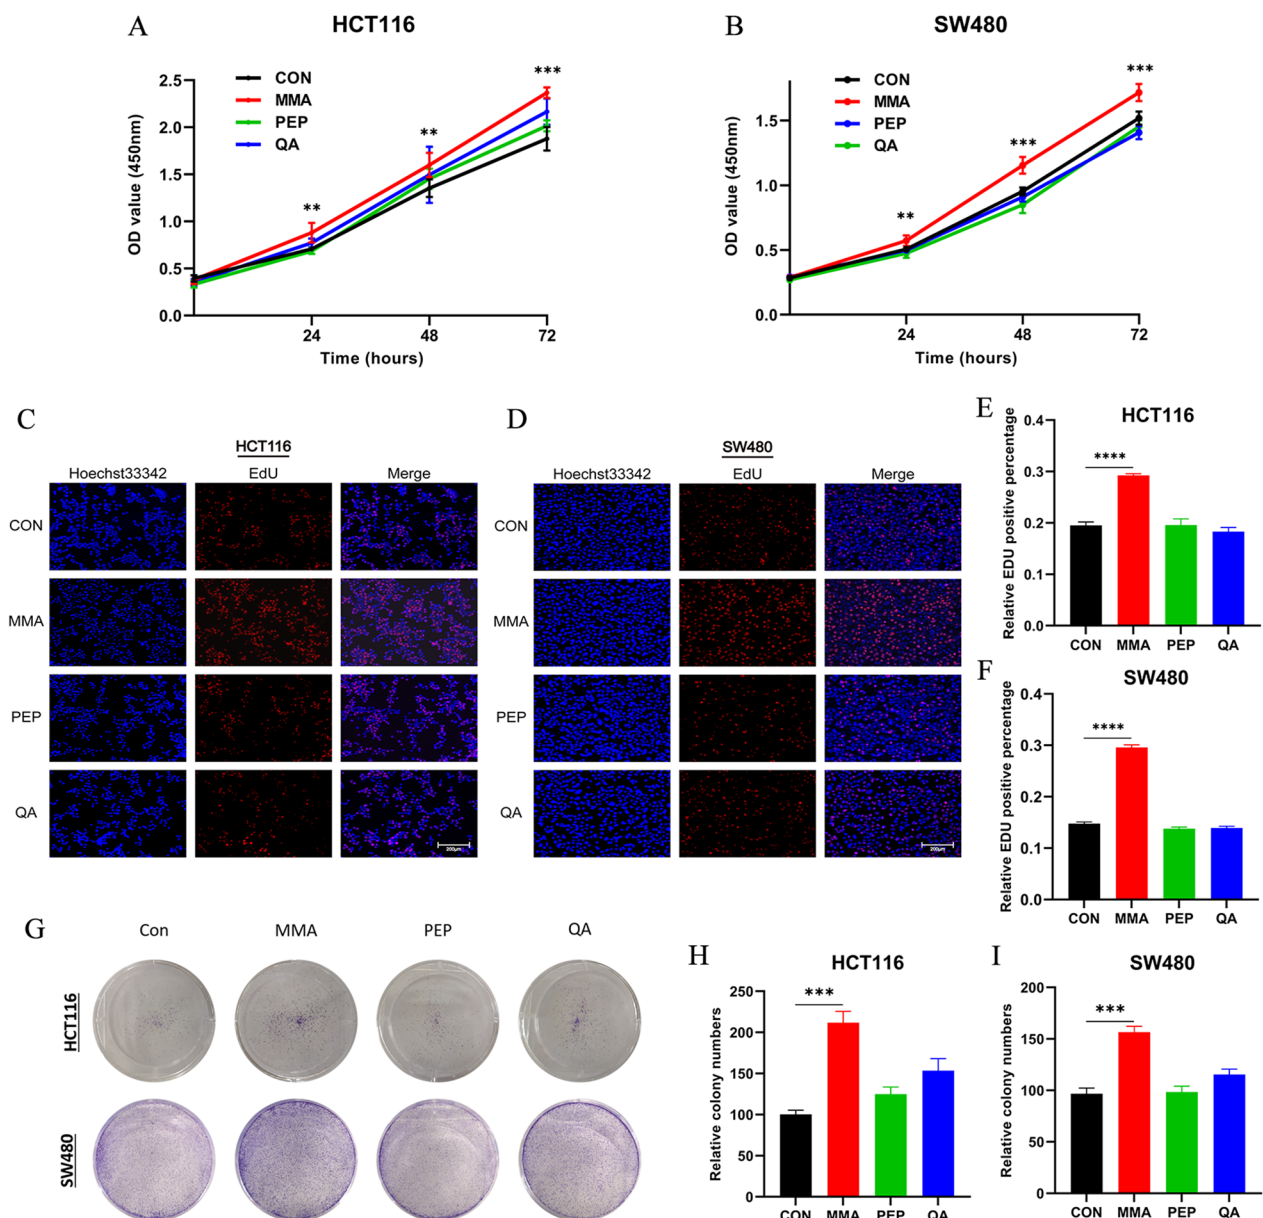 A
HCT116
CON
MMA
PEP
QA
OD value (450nm)
2.5
2.0
1.5
1.0
0.5
0.0
**
**
***
24
48
72
Time (hours)
B
SW480
CON
MMA
PEP
QA
OD value (450nm)
1.5
1.0
0.5
0.0
**
***
***
24
48
72
Time (hours)
C
HCT116
Hoechst33342 EdU Merge
CON
MMA
PEP
QA
200μm
D
SW480
Hoechst33342 EdU Merge
CON
MMA
PEP
QA
200μm
E
HCT116
Relative EDU positive percentage
0.4
0.3
0.2
0.1
0.0
****
CON MMA PEP QA
F
SW480
Relative EDU positive percentage
0.4
0.3
0.2
0.1
0.0
****
CON MMA PEP QA
G
Con MMA PEP QA
HCT116
SW480
H
HCT116
Relative colony numbers
250
200
150
100
50
0
***
CON MMA PEP QA
I
SW480
Relative colony numbers
200
150
100
50
0
***
CON MMA PEP QA